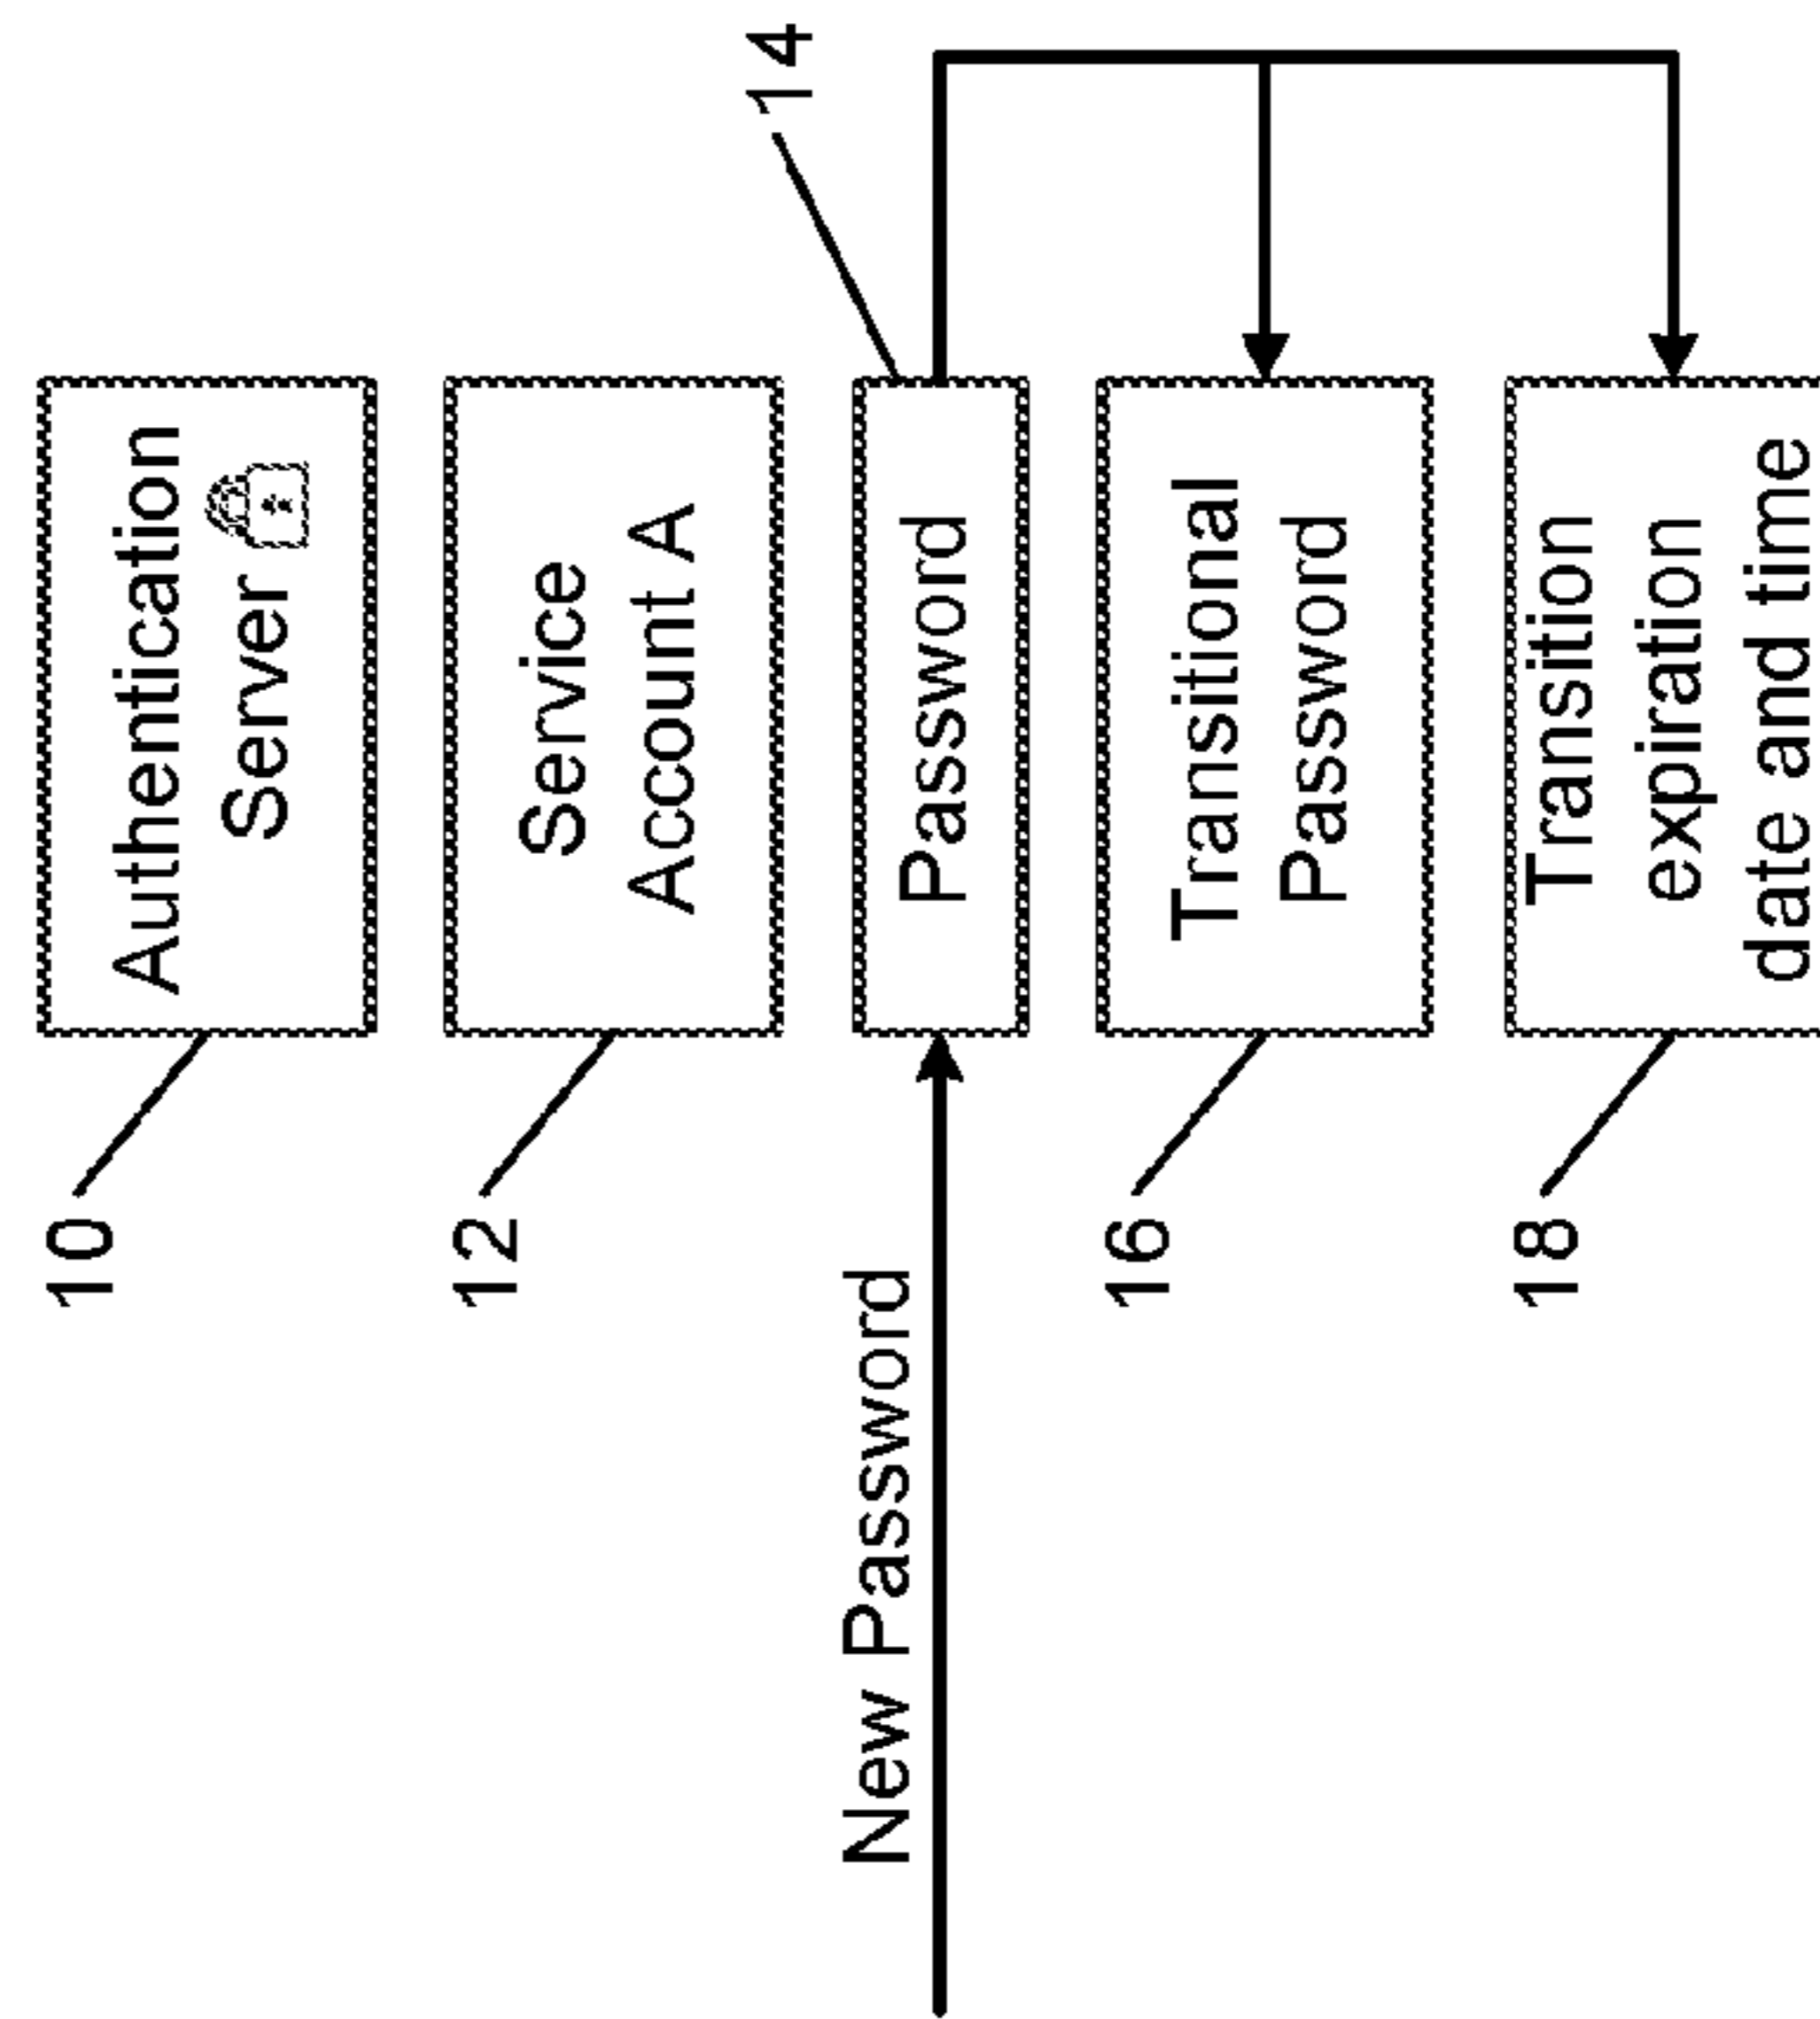 10
Authentication
Server
12
Service
Account A
14
New Password
Password
16
Transitional
Password
18
Transition
expiration
date and time